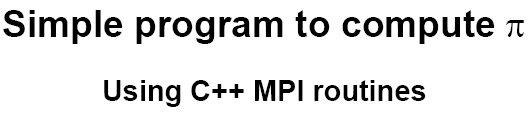 Simple program to compute π
Using C++ MPI routines